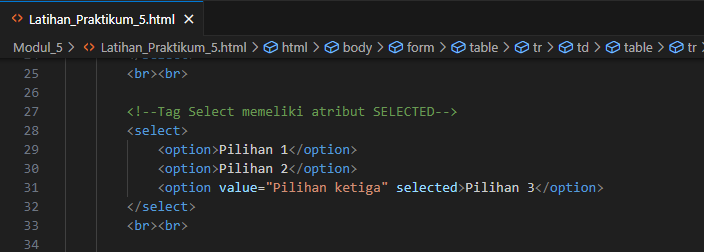 Latihan_Praktikum_5.html
Modul_5 > Latihan_Praktikum_5.html > html > body > form > table > tr > td > table > tr
25 <br><br>
26
27 <!--Tag Select memeliki atribut SELECTED-->
28 <select>
29 <option>Pilihan 1</option>
30 <option>Pilihan 2</option>
31 <option value="Pilihan ketiga" selected>Pilihan 3</option>
32 </select>
33 <br><br>
34